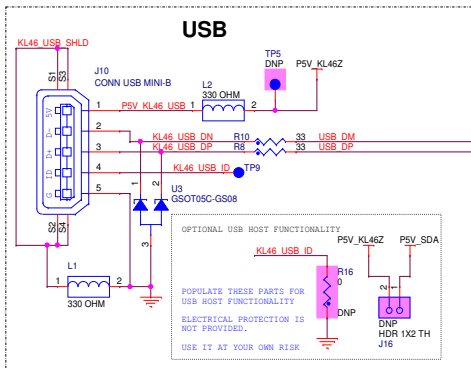 USB
KL46_USB_SHLD
TP5
DNP
P5V_KL46Z
J10
CONN USB MINI-B
S1
S3
L2
330 OHM
5V
D-
D+
ID
G
1
P5V_KL46_USB
1
2
2
KL46_USB_DN
R10
33
USB_DM
3
KL46_USB_DP
R8
33
USB_DP
4
KL46_USB_ID
TP9
5
1
2
U3
GSOT05C-GS08
3
S2
S4
L1
1
2
330 OHM
OPTIONAL USB HOST FUNCTIONALITY
KL46_USB_ID
P5V_KL46Z
P5V_SDA
R16
0
DNP
2
1
DNP
HDR 1X2 TH
J16
POPULATE THESE PARTS FOR
USB HOST FUNCTIONALITY
ELECTRICAL PROTECTION IS
NOT PROVIDED.
USE IT AT YOUR OWN RISK